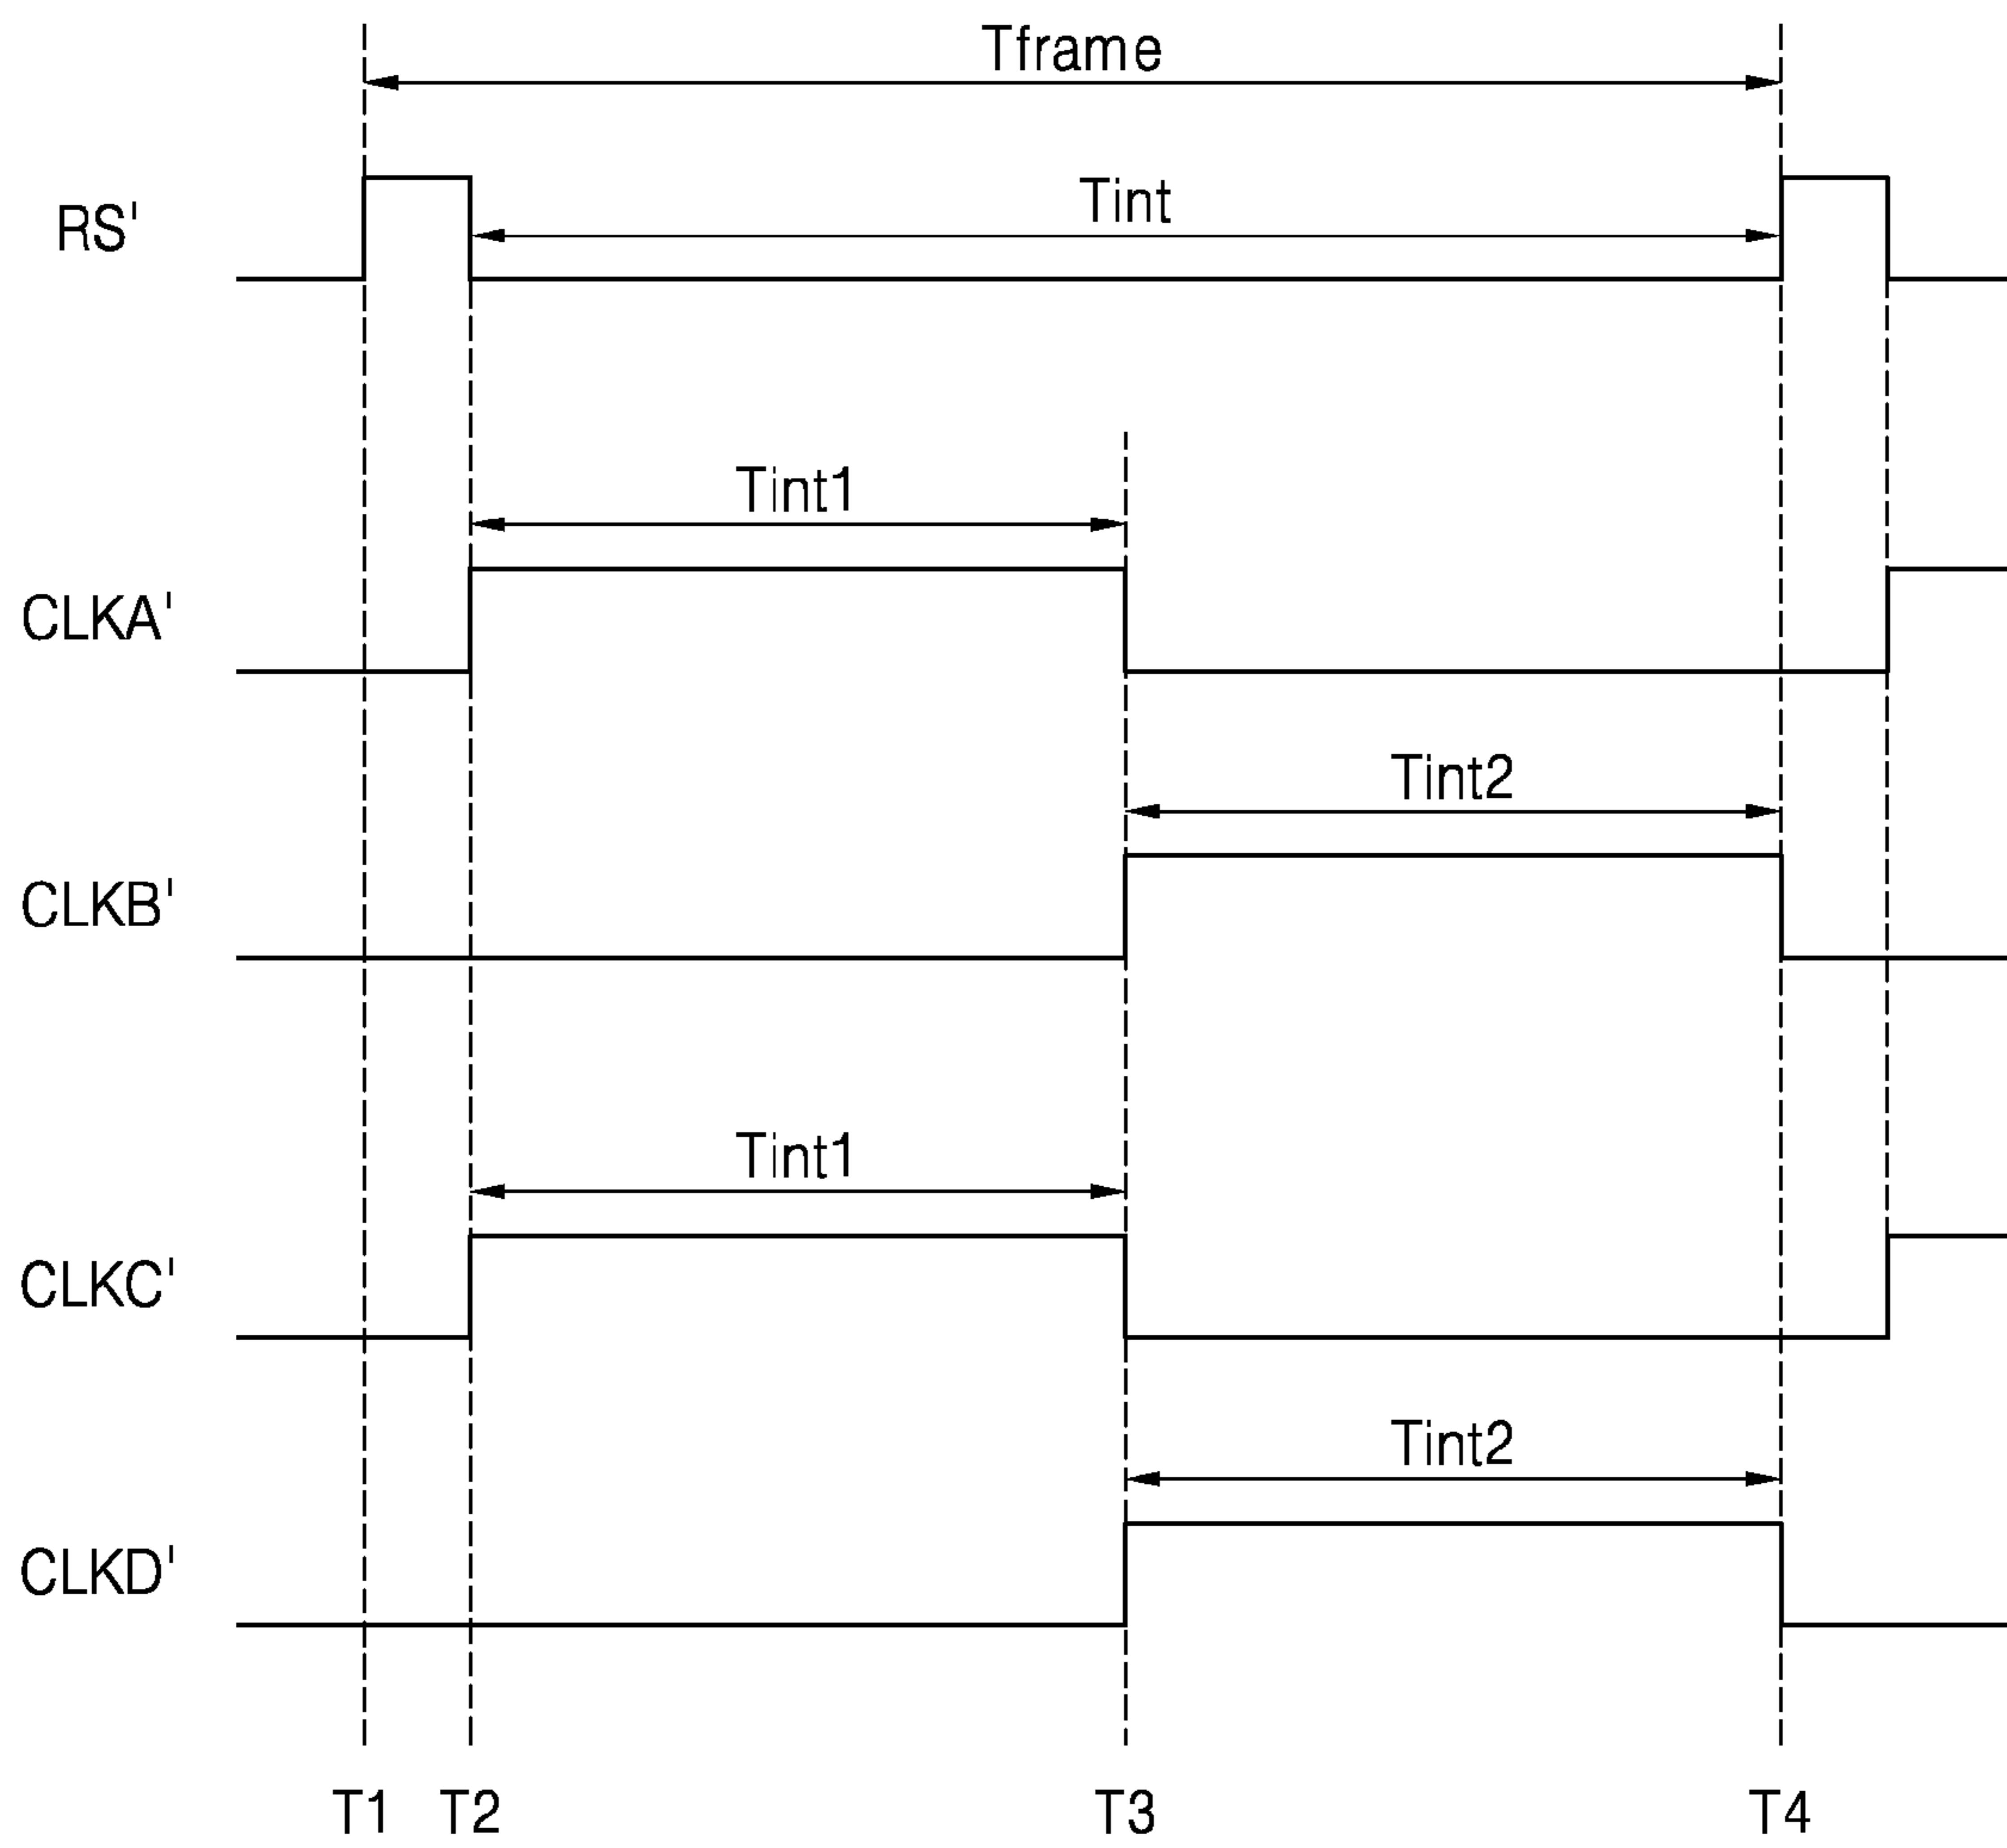 Tframe
RS'
Tint
Tint1
CLKA'
Tint2
CLKB'
Tint1
CLKC'
Tint2
CLKD'
T1 T2 T3 T4